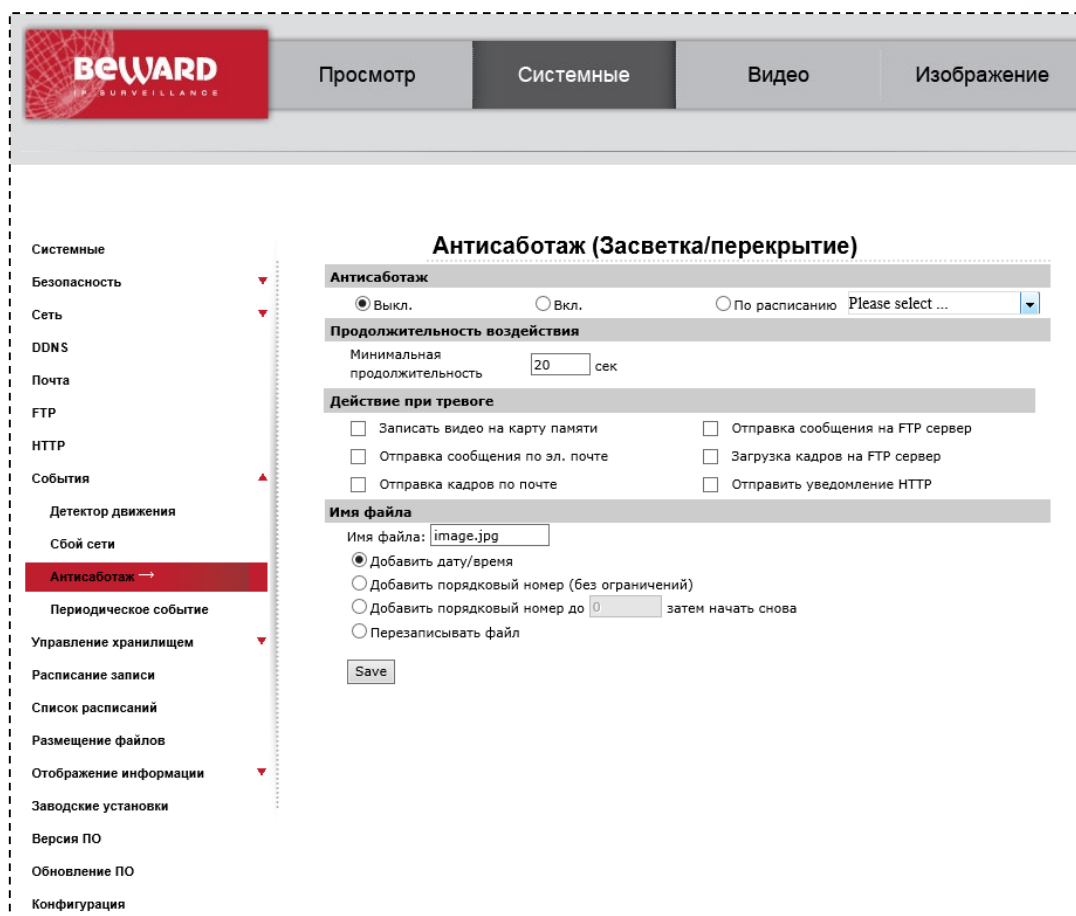 BEWARD
IP SURVEILLANCE
Просмотр
Системные
Видео
Изображение
Системные
Безопасность
Сеть
DDNS
Почта
FTP
HTTP
События
Детектор движения
Сбой сети
Антисаботаж →
Периодическое событие
Управление хранилищем
Расписание записи
Список расписаний
Размещение файлов
Отображение информации
Заводские установки
Версия ПО
Обновление ПО
Конфигурация
Антисаботаж (Засветка/перекрытие)
Антисаботаж
Выкл. Вкл. По расписанию Please select ...
Продолжительность воздействия
Минимальная
продолжительность 20 сек
Действие при тревоге
Записать видео на карту памяти Отправка сообщения на FTP сервер
Отправка сообщения по эл. почте Загрузка кадров на FTP сервер
Отправка кадров по почте Отправить уведомление HTTP
Имя файла
Имя файла: image.jpg
Добавить дату/время
Добавить порядковый номер (без ограничений)
Добавить порядковый номер до 0 затем начать снова
Перезаписывать файл
Save